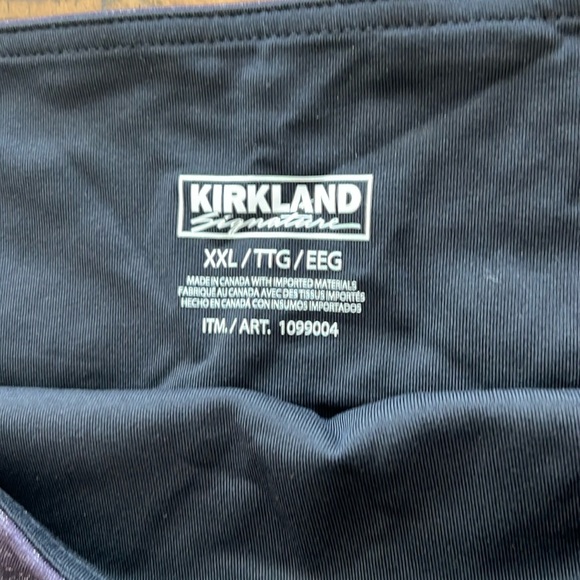 KIRKLAND
Signature
XXL / TTG / EEG
MADE IN CANADA WITH IMPORTED MATERIALS
FABRIQUÉ AU CANADA AVEC DES TISSUS IMPORTÉS
HECHO EN CANADÁ CON INSUMOS IMPORTADOS
ITM. / ART. 1099004